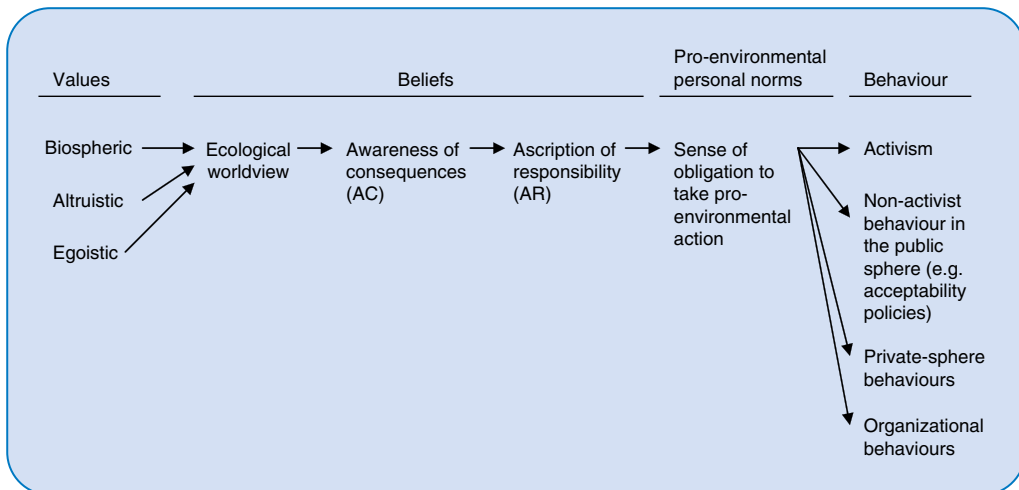 Values
Beliefs
Pro-environmental
personal norms
Behaviour
Biospheric
Altruistic
Egoistic
Ecological
worldview
Awareness of
consequences
(AC)
Ascription of
responsibility
(AR)
Sense of
obligation to
take pro-
environmental
action
Activism
Non-activist
behaviour in
the public
sphere (e.g.
acceptability
policies)
Private-sphere
behaviours
Organizational
behaviours